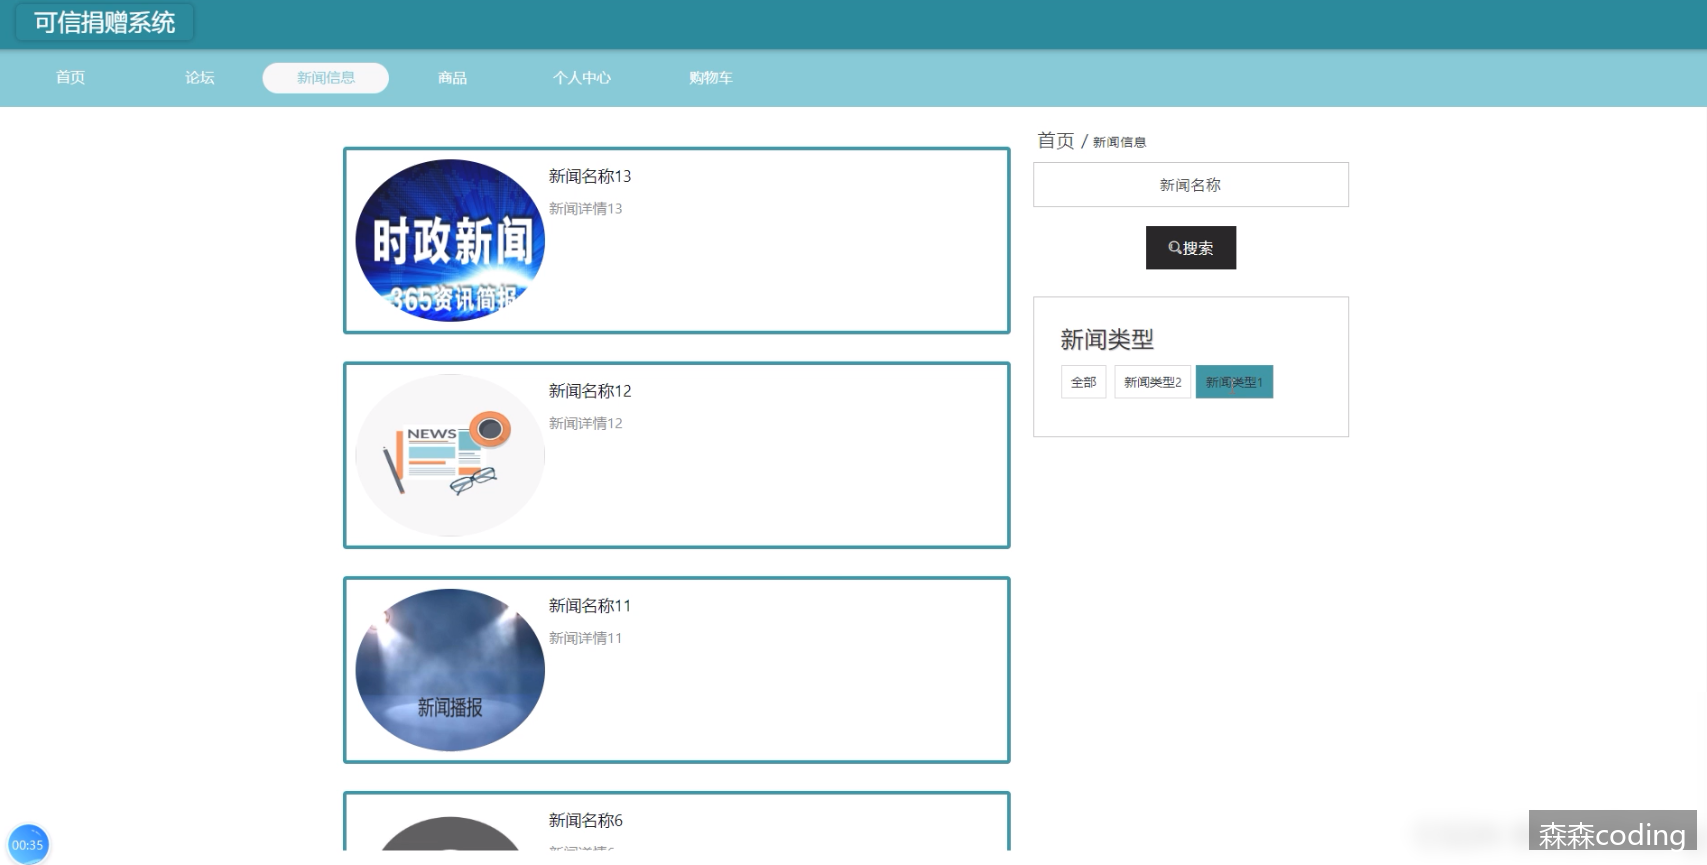 可信捐赠系统
首页 论坛 新闻信息 商品 个人中心 购物车
首页 / 新闻信息
新闻名称
搜索
新闻类型
全部 新闻类型2 新闻类型1
时政新闻
365资讯简报
新闻名称13
新闻详情13
NEWS
新闻名称12
新闻详情12
新闻播报
新闻名称11
新闻详情11
新闻名称6
新闻详情6
00:35
森森coding